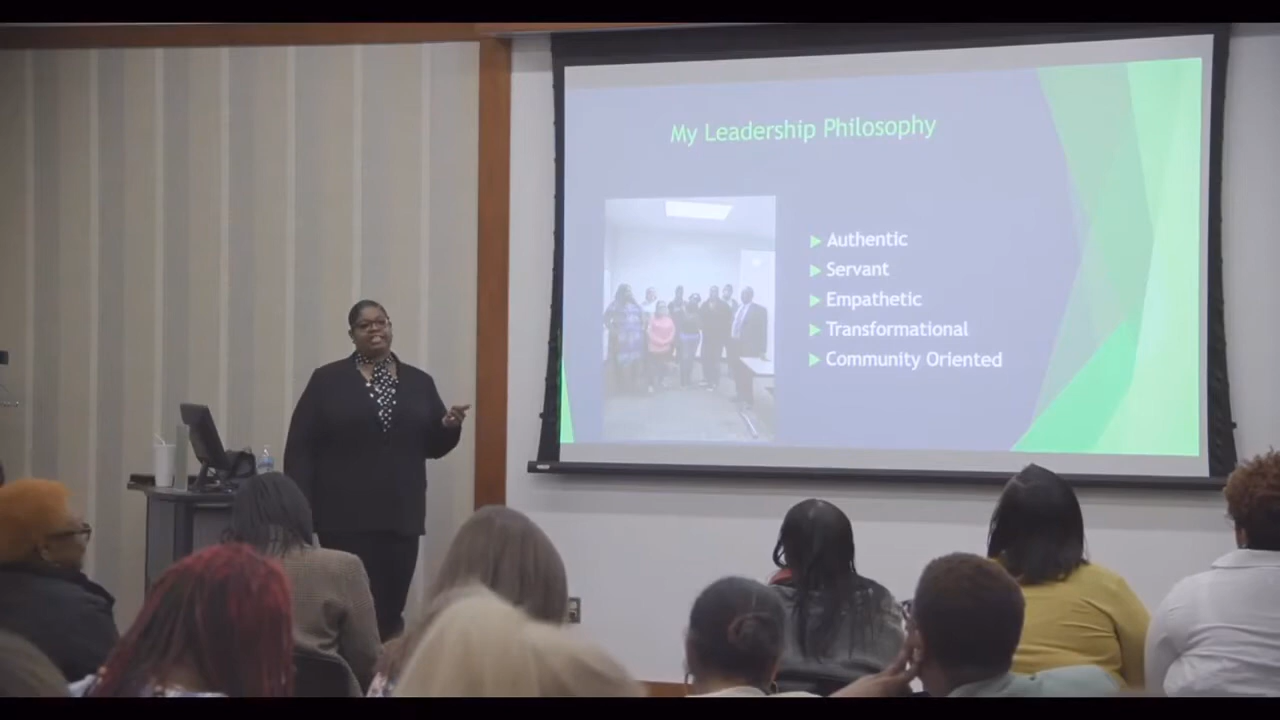 My Leadership Philosophy
Authentic
Servant
Empathetic
Transformational
Community Oriented